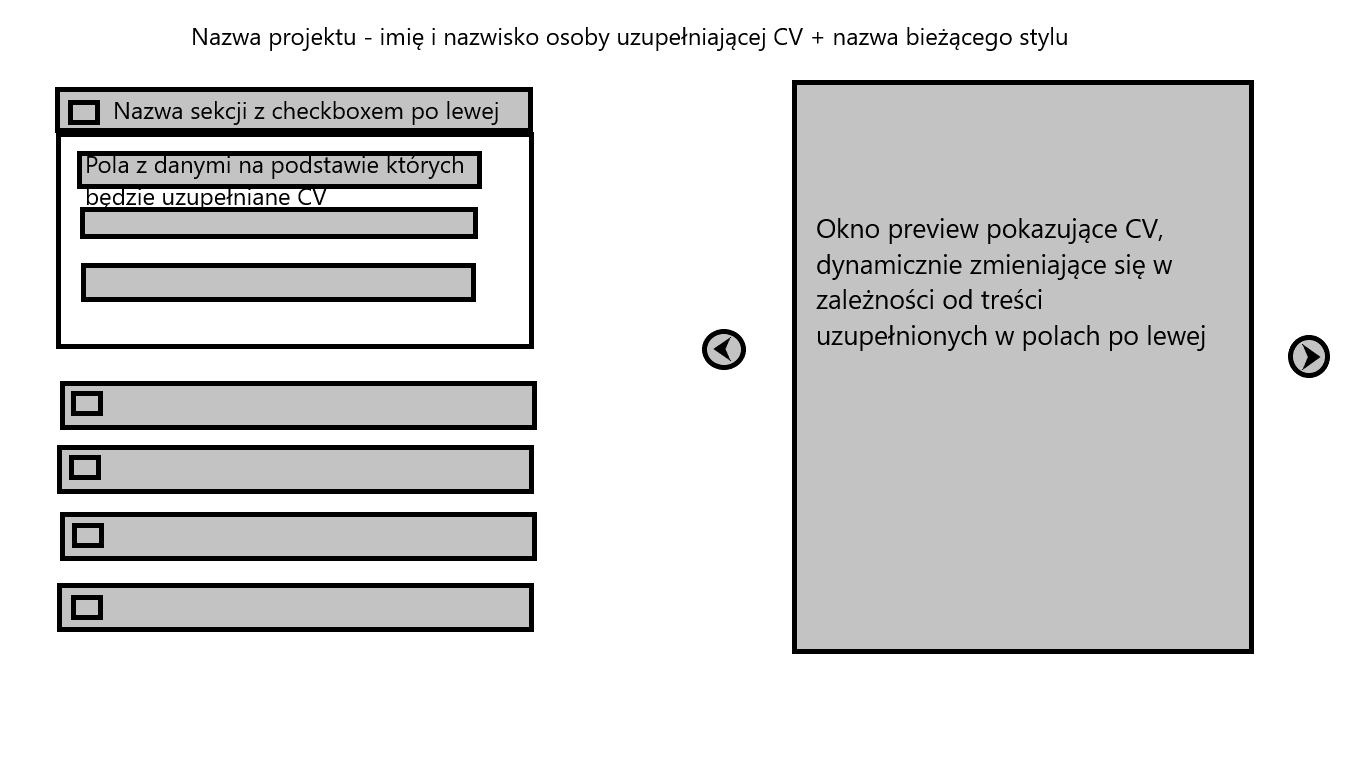 Nazwa projektu - imię i nazwisko osoby uzupełniającej CV + nazwa bieżącego stylu
Nazwa sekcji z checkboxem po lewej
Pola z danymi na podstawie których
będzie uzupełniane CV
Okno preview pokazujące CV,
dynamicznie zmieniające się w
zależności od treści
uzupełnionych w polach po lewej